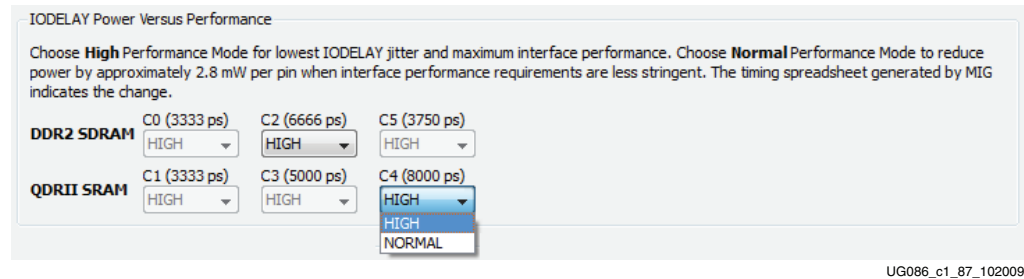 IODELAY Power Versus Performance
Choose High Performance Mode for lowest IODELAY jitter and maximum interface performance. Choose Normal Performance Mode to reduce
power by approximately 2.8 mW per pin when interface performance requirements are less stringent. The timing spreadsheet generated by MIG
indicates the change.
C0 (3333 ps) C2 (6666 ps) C5 (3750 ps)
DDR2 SDRAM HIGH HIGH HIGH
C1 (3333 ps) C3 (5000 ps) C4 (8000 ps)
QDRII SRAM HIGH HIGH HIGH
HIGH
NORMAL
UG086_c1_87_102009